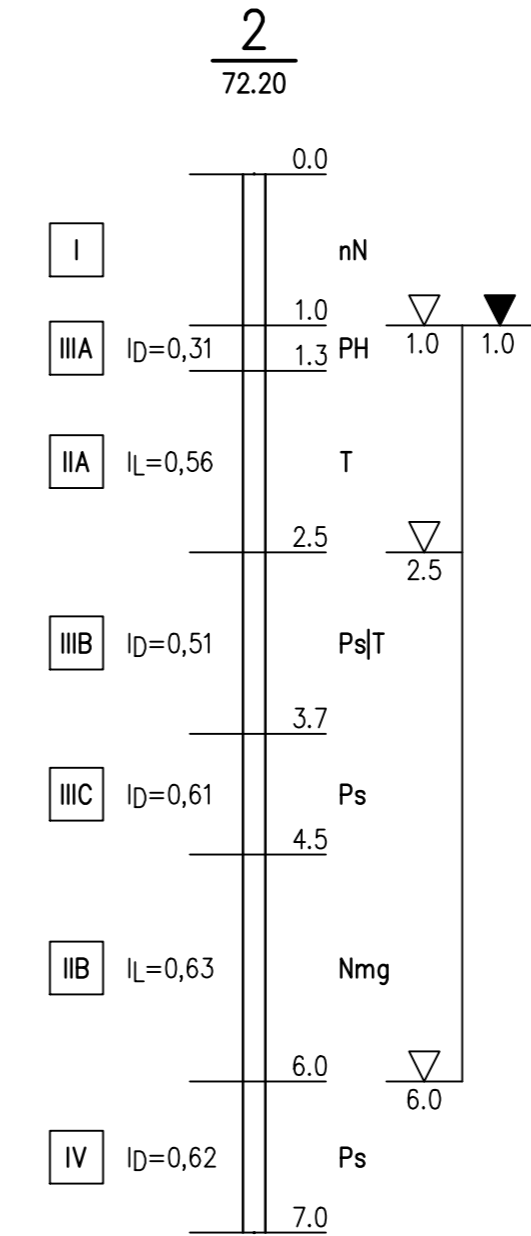 2
72.20
0.0
I nN
1.0
1.0 1.0
IIIA ID=0,31 1.3 PH
IIA IL=0,56 T
2.5
2.5
IIIB ID=0,51 Ps|T
3.7
IIIC ID=0,61 Ps
4.5
IIB IL=0,63 Nmg
6.0
6.0
IV ID=0,62 Ps
7.0